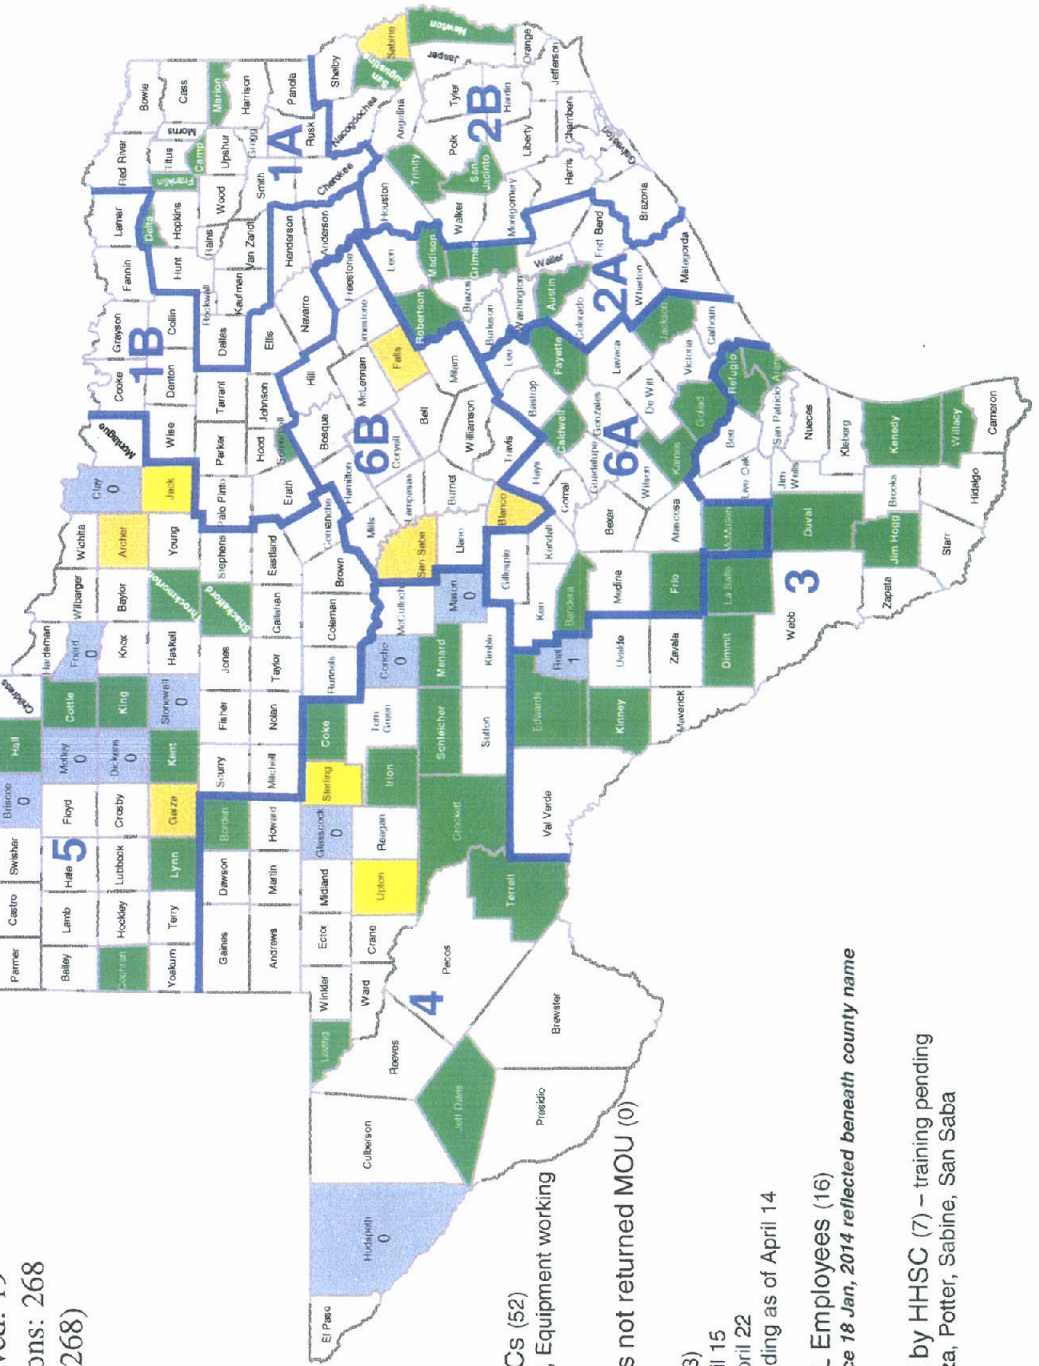 ved: 19
ons: 268
268)
Cs (52)
, Equipment working
s not returned MOU (0)
3)
il 15
oril 22
ding as of April 14
. Employees (16)
ce 18 Jan, 2014 reflected beneath county name
by HHSC (7) – training pending
za, Potter, Sabine, San Saba
Parmer
Castro
Swisher
Briscoe
0
Hall
Childress
Bailey
Lamb
Hale
5
Floyd
Motley
0
Cottle
Foard
0
Hardeman
Wilbarger
Wichita
Clay
0
Montague
Cochran
Hockley
Lubbock
Crosby
Dickens
0
King
Knox
Baylor
Archer
Yoakum
Terry
Lynn
Garza
Kent
Stonewall
0
Haskell
Throckmorton
Young
Jack
Wise
Denton
Collin
Cooke
Grayson
Fannin
Lamar
Red River
Bowie
1B
Gaines
Dawson
Borden
Scurry
Fisher
Jones
Shackelford
Stephens
Palo Pinto
Parker
Tarrant
Dallas
Rockwall
Kaufman
Hunt
Delta
Hopkins
Rains
Van Zandt
Wood
Franklin
Titus
Camp
Morris
Cass
Marion
Upshur
Harrison
Gregg
Smith
1A
Rusk
Panola
Andrews
Martin
Howard
Mitchell
Nolan
Taylor
Callahan
Eastland
Erath
Hood
Somervell
Johnson
Ellis
Henderson
Navarro
Anderson
Cherokee
Nacogdoches
Shelby
San Augustine
Sabine
El Paso
Hudspeth
0
Culberson
Loving
Winkler
Ector
Midland
Glasscock
0
Sterling
Coke
Runnels
Coleman
Brown
Comanche
Hamilton
Bosque
Hill
Freestone
Limestone
McLennan
Falls
6B
Coryell
Bell
Reeves
Ward
Crane
Upton
Reagan
Irion
Tom Green
Concho
0
McCulloch
San Saba
Mills
Lampasas
Burnet
Llano
Williamson
Milam
Robertson
Leon
Houston
Trinity
Angelina
Polk
Tyler
Jasper
Newton
2B
Jeff Davis
Pecos
4
Crockett
Schleicher
Menard
Mason
0
Kimble
Sutton
Presidio
Brewster
Terrell
Val Verde
Edwards
Real
1
Kerr
Gillespie
Blanco
Kendall
Hays
Travis
Bastrop
Lee
Burleson
Brazos
Madison
Grimes
Walker
San Jacinto
Liberty
Hardin
Orange
Jefferson
Chambers
Galveston
Harris
Montgomery
Waller
Washington
Austin
Fort Bend
Brazoria
2A
Wharton
Matagorda
Colorado
Fayette
Caldwell
Comal
Guadalupe
Gonzales
Lavaca
Jackson
6A
De Witt
Victoria
Calhoun
Goliad
Refugio
Karnes
Wilson
Bexar
Bandera
Medina
Uvalde
Kinney
Maverick
Zavala
Frio
Atascosa
Dimmit
La Salle
McMullen
Live Oak
Bee
San Patricio
Nueces
Jim Wells
Duval
Webb
3
Kleberg
Kenedy
Brooks
Jim Hogg
Zapata
Starr
Hidalgo
Willacy
Cameron